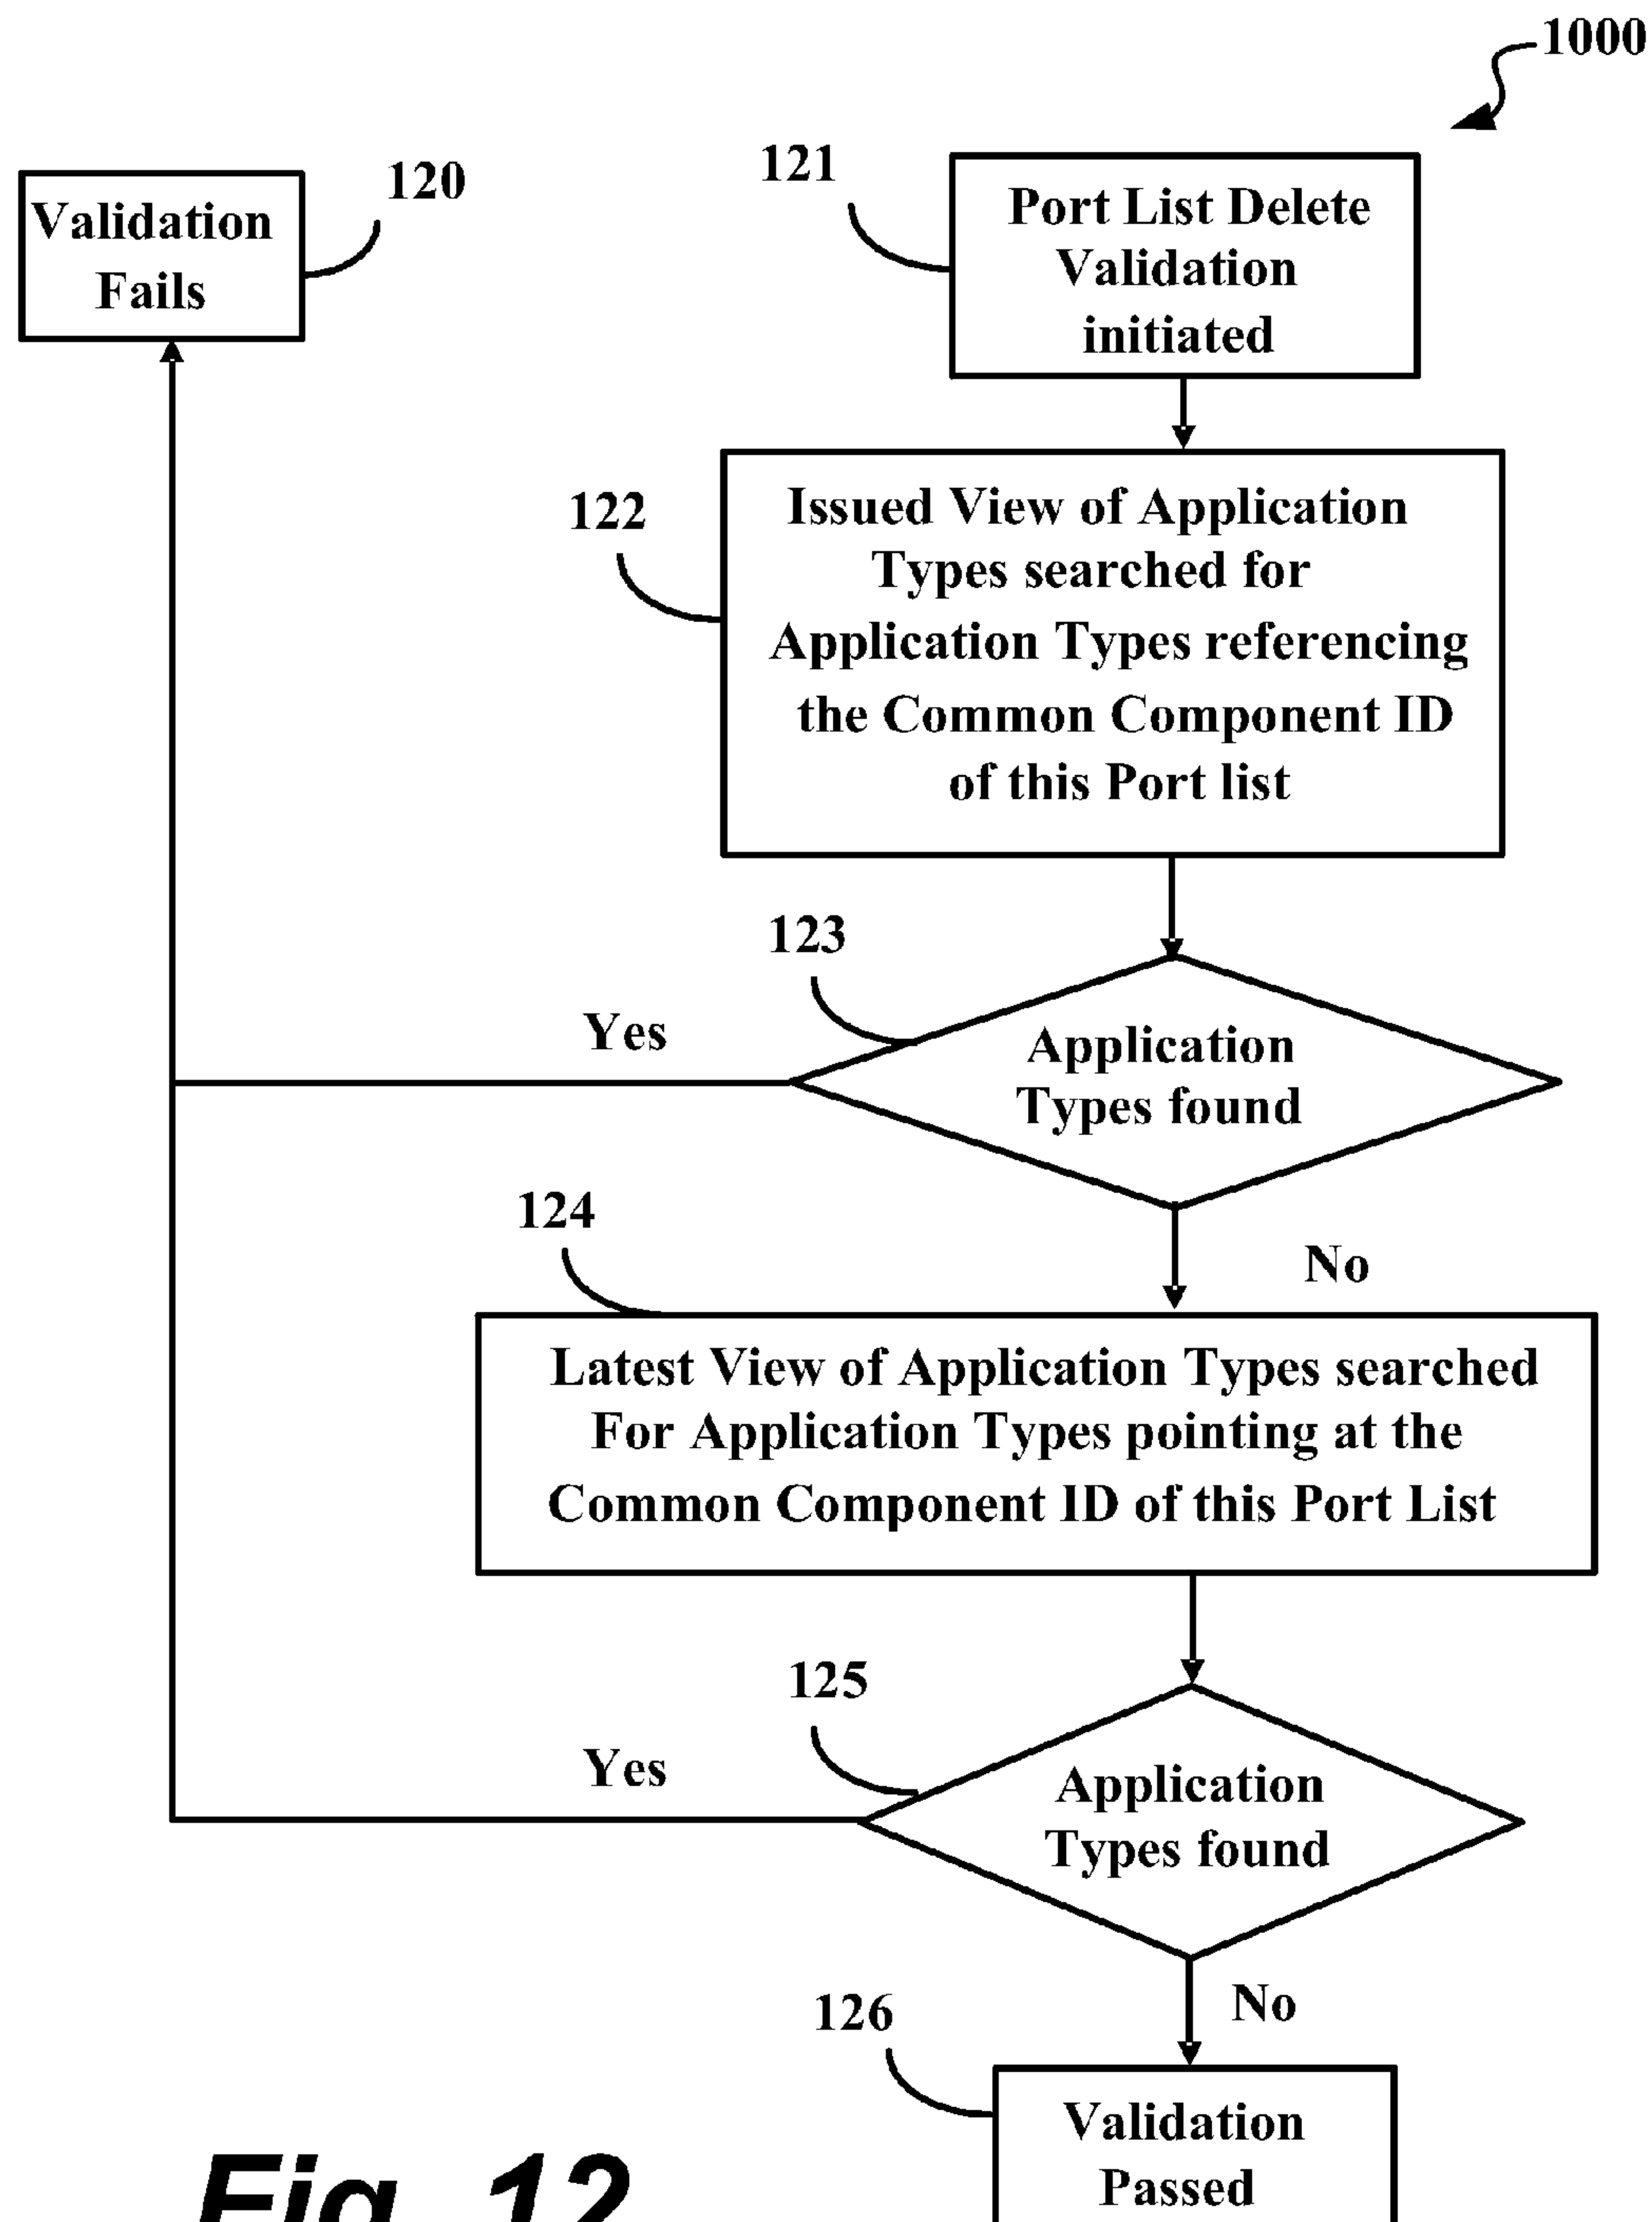 1000
120
Validation
Fails
121
Port List Delete
Validation
initiated
122
Issued View of Application
Types searched for
Application Types referencing
the Common Component ID
of this Port list
123
Yes
Application
Types found
No
124
Latest View of Application Types searched
For Application Types pointing at the
Common Component ID of this Port List
125
Yes
Application
Types found
No
126
Validation
Passed
Fig. 12